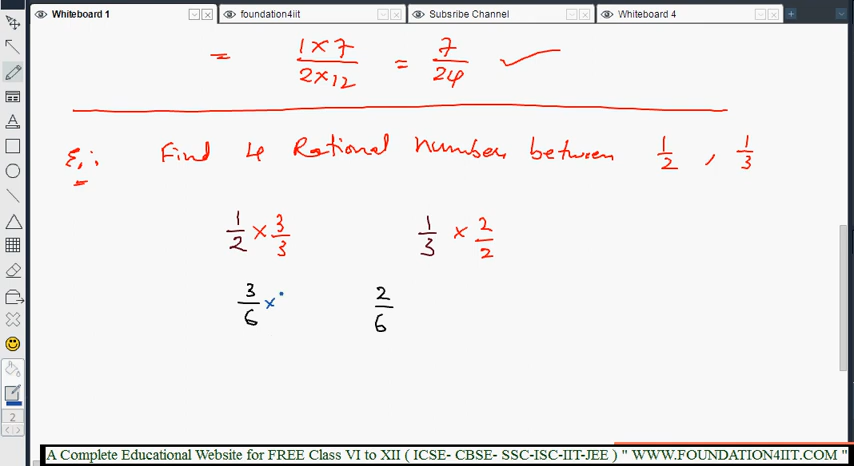 Whiteboard 1 foundation4iit Subsribe Channel Whiteboard 4
= 1×7/2×12 = 7/24 ✓
E.: Find 4 Rational number between 1/2 , 1/3
1/2 × 3/3 1/3 × 2/2
3/6 × 2/6
2
A Complete Educational Website for FREE Class VI to XII ( ICSE- CBSE- SSC-ISC-IIT-JEE ) " WWW.FOUNDATION4IIT.COM "